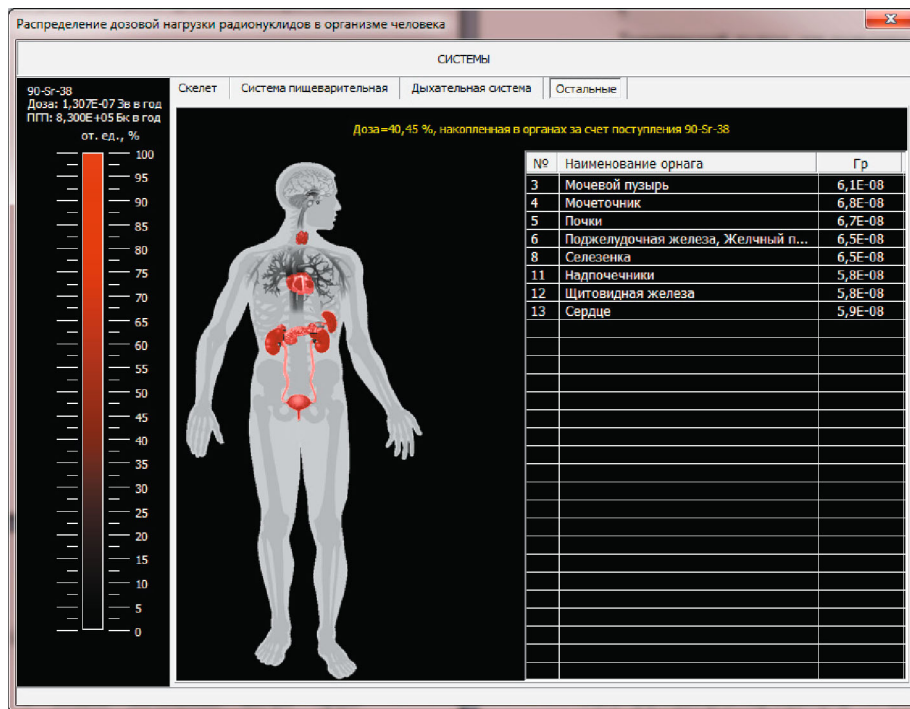 Распределение дозовой нагрузки радионуклидов в организме человека
СИСТЕМЫ
90-Sr-38
Доза: 1,307E-07 Зв в год
ПГП: 8,300E+05 Бк в год
от. ед., %
100
95
90
85
80
75
70
65
60
55
50
45
40
35
30
25
20
15
10
5
0
Скелет Система пищеварительная Дыхательная система Остальные
Доза=40,45 %, накопленная в органах за счет поступления 90-Sr-38
№ Наименование орнага Гр
3 Мочевой пузырь 6,1E-08
4 Мочеточник 6,8E-08
5 Почки 6,7E-08
6 Поджелудочная железа, Желчный п... 6,5E-08
8 Селезенка 6,5E-08
11 Надпочечники 5,8E-08
12 Щитовидная железа 5,8E-08
13 Сердце 5,9E-08